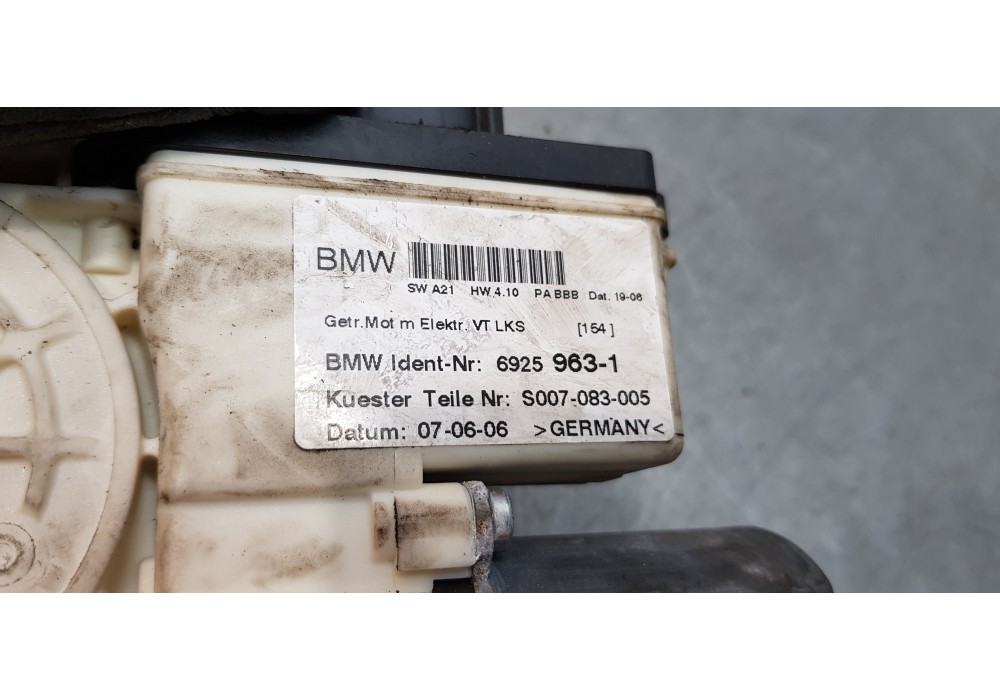 BMW
SW A21 HW 4.10 PA BBB Dat. 19-06
Getr.Mot m Elektr. VT LKS [154]
BMW Ident-Nr: 6925 963-1
Kuester Teile Nr: S007-083-005
Datum: 07-06-06 >GERMANY<